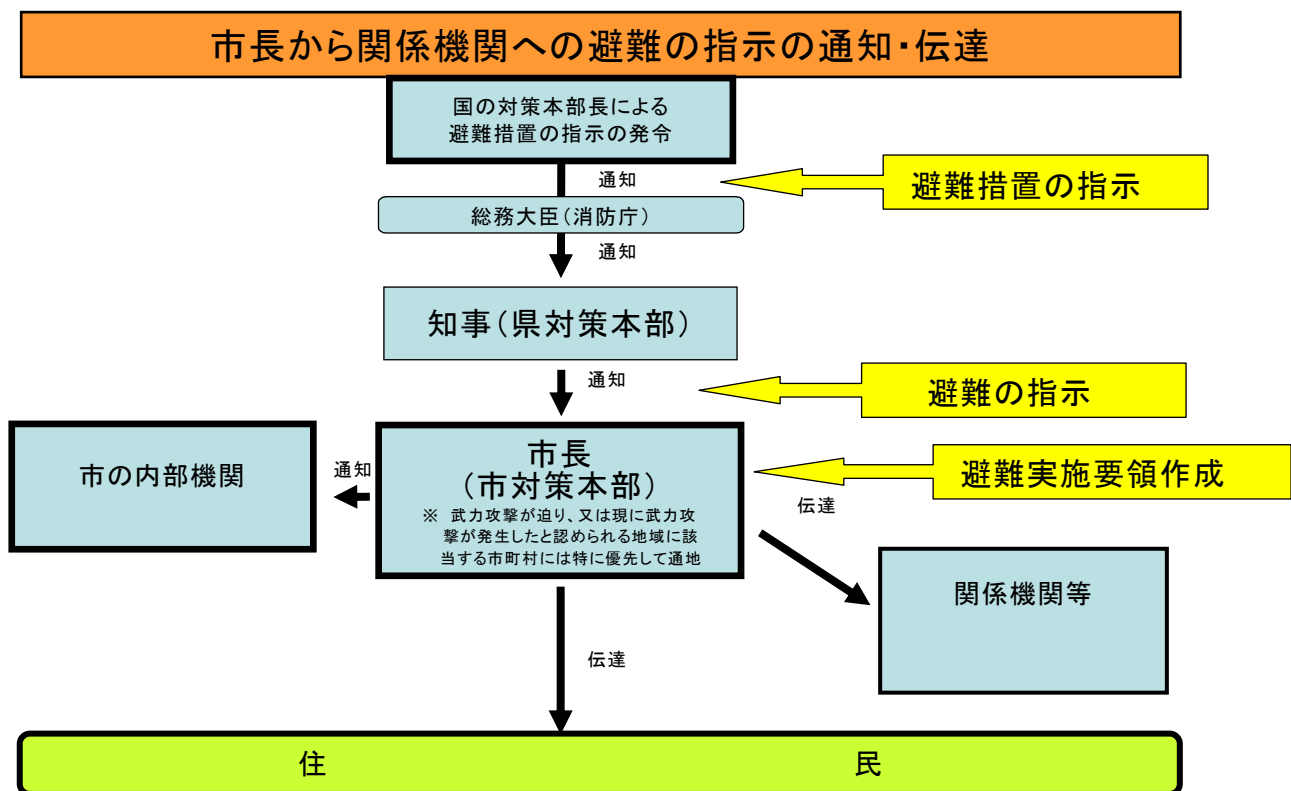 市長から関係機関への避難の指示の通知・伝達
国の対策本部長による
避難措置の指示の発令
通知
避難措置の指示
総務大臣(消防庁)
通知
知事(県対策本部)
通知
避難の指示
市の内部機関
通知
市長
(市対策本部)
※ 武力攻撃が迫り、又は現に武力攻
撃が発生したと認められる地域に該
当する市町村には特に優先して通地
避難実施要領作成
伝達
関係機関等
伝達
住 民